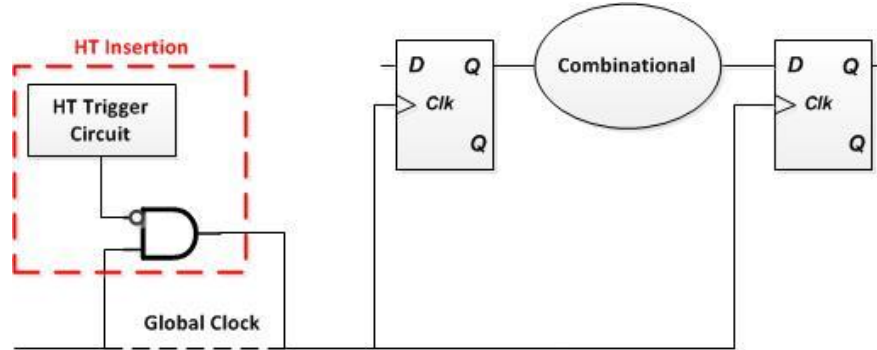 HT Insertion
HT Trigger
Circuit
Global Clock
D Q
Clk
Q
Combinational
D Q
Clk
Q